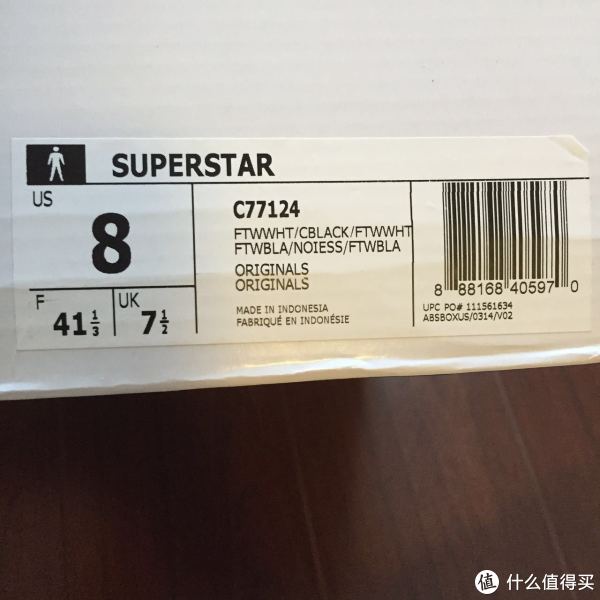 SUPERSTAR
US
8
F
41 1/3
UK
7 1/2
C77124
FTWWHT/CBLACK/FTWWHT
FTWBLA/NOIESS/FTWBLA
ORIGINALS
ORIGINALS
MADE IN INDONESIA
FABRIQUÉ EN INDONÉSIE
8 88168 40597 0
UPC PO# 111561634
ABSBOXUS/0314/V02
值 什么值得买